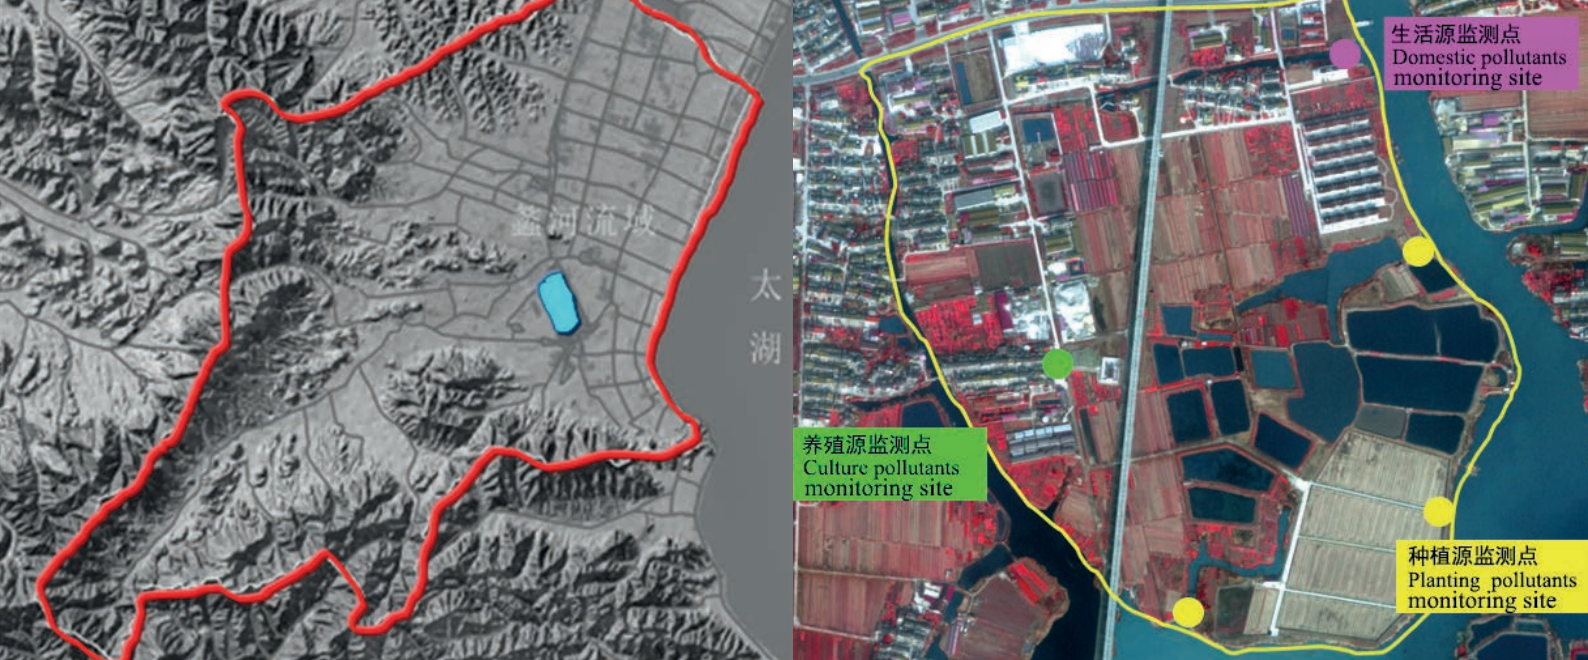 蠡河流域
太
湖
生活源监测点
Domestic pollutants
monitoring site
养殖源监测点
Culture pollutants
monitoring site
种植源监测点
Planting pollutants
monitoring site